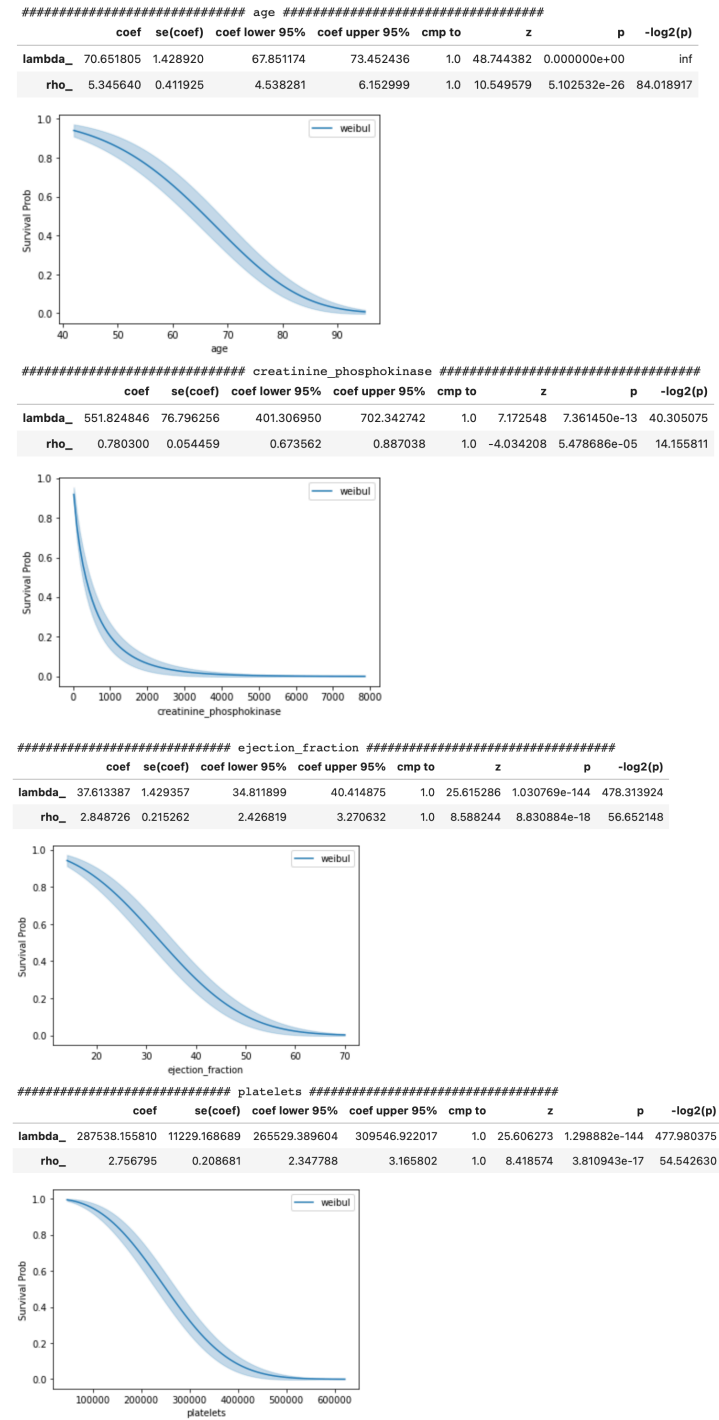 ############################ age #################################
coef se(coef) coef lower 95% coef upper 95% cmp to z p -log2(p)
lambda_ 70.651805 1.428920 67.851174 73.452436 1.0 48.744382 0.000000e+00 inf
rho_ 5.345640 0.411925 4.538281 6.152999 1.0 10.549579 5.102532e-26 84.018917
1.0
0.8
0.6
0.4
0.2
0.0
Survival Prob
weibul
40 50 60 70 80 90
age
############################ creatinine_phosphokinase #################################
coef se(coef) coef lower 95% coef upper 95% cmp to z p -log2(p)
lambda_ 551.824846 76.796256 401.306950 702.342742 1.0 7.172548 7.361450e-13 40.305075
rho_ 0.780300 0.054459 0.673562 0.887038 1.0 -4.034208 5.478686e-05 14.155811
1.0
0.8
0.6
0.4
0.2
0.0
Survival Prob
weibul
0 1000 2000 3000 4000 5000 6000 7000 8000
creatinine_phosphokinase
############################ ejection_fraction #################################
coef se(coef) coef lower 95% coef upper 95% cmp to z p -log2(p)
lambda_ 37.613387 1.429357 34.811899 40.414875 1.0 25.615286 1.030769e-144 478.313924
rho_ 2.848726 0.215262 2.426819 3.270632 1.0 8.588244 8.830884e-18 56.652148
1.0
0.8
0.6
0.4
0.2
0.0
Survival Prob
weibul
20 30 40 50 60 70
ejection_fraction
############################ platelets #################################
coef se(coef) coef lower 95% coef upper 95% cmp to z p -log2(p)
lambda_ 287538.155810 11229.168689 265529.389604 309546.922017 1.0 25.606273 1.298882e-144 477.980375
rho_ 2.756795 0.208681 2.347788 3.165802 1.0 8.418574 3.810943e-17 54.542630
1.0
0.8
0.6
0.4
0.2
0.0
Survival Prob
weibul
100000 200000 300000 400000 500000 600000
platelets